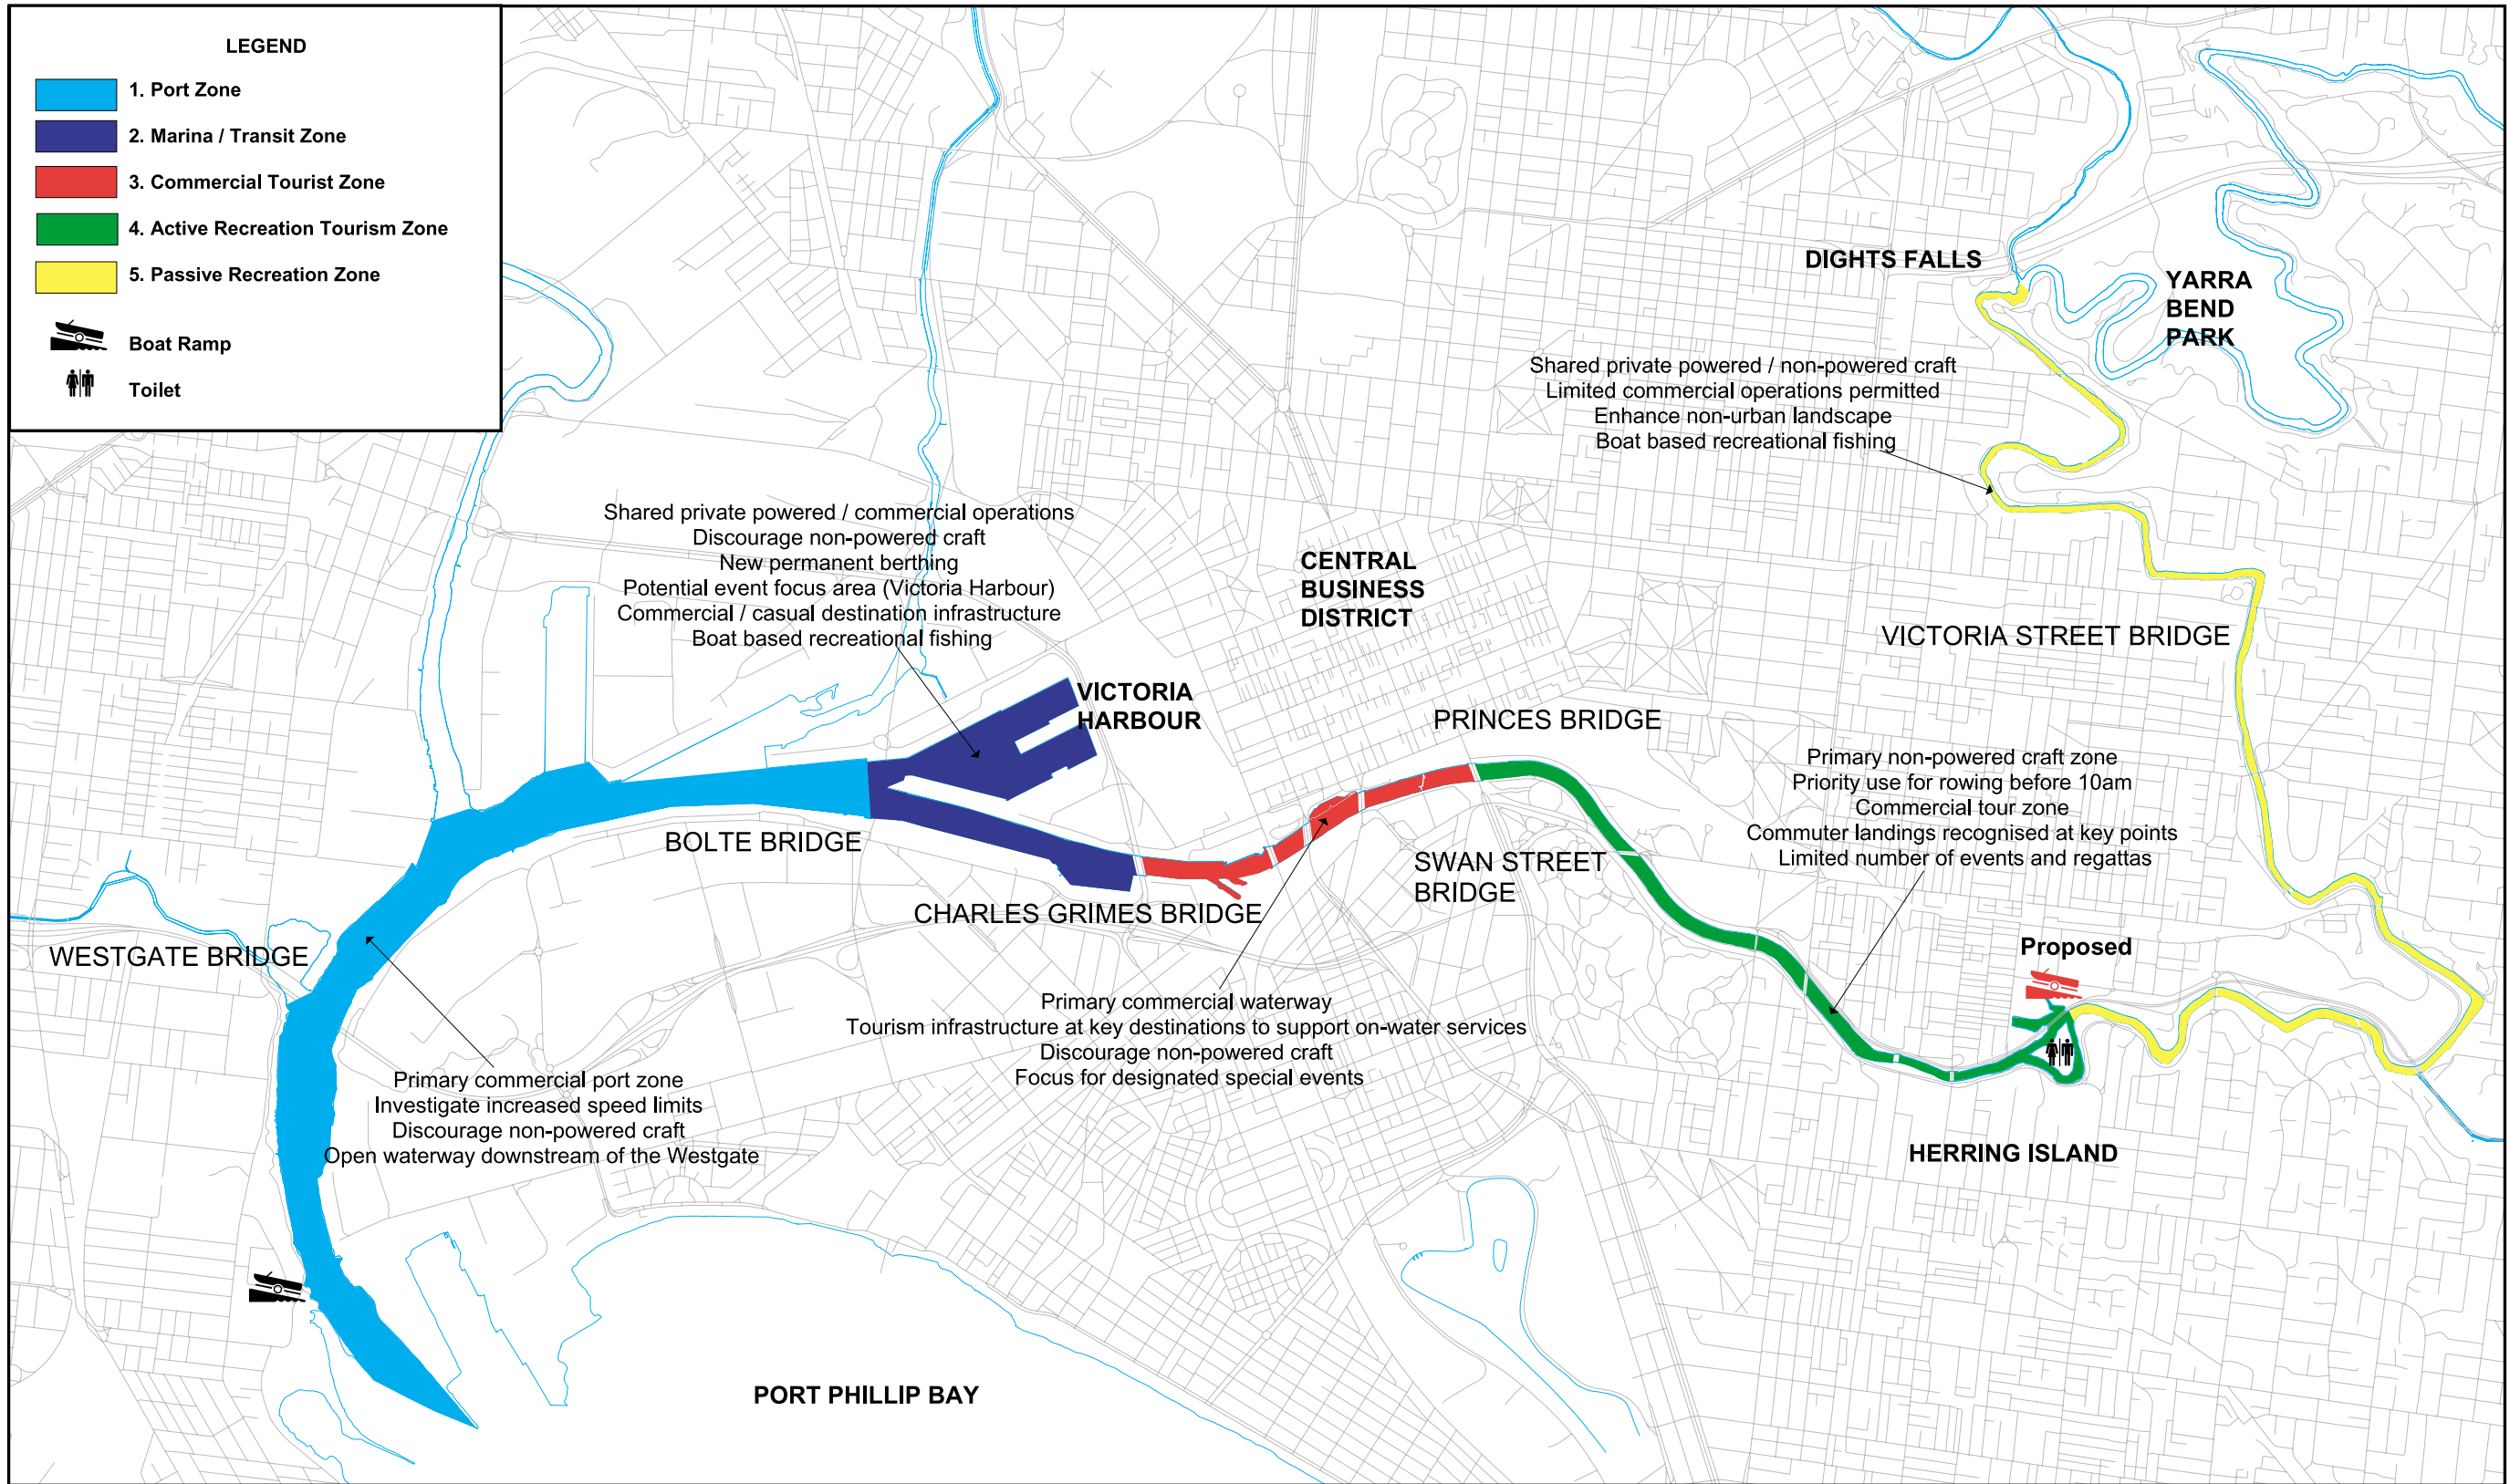 LEGEND
1. Port Zone
2. Marina / Transit Zone
3. Commercial Tourist Zone
4. Active Recreation Tourism Zone
5. Passive Recreation Zone
Boat Ramp
Toilet
DIGHTS FALLS
YARRA
BEND
PARK
Shared private powered / non-powered craft
Limited commercial operations permitted
Enhance non-urban landscape
Boat based recreational fishing
Shared private powered / commercial operations
Discourage non-powered craft
New permanent berthing
Potential event focus area (Victoria Harbour)
Commercial / casual destination infrastructure
Boat based recreational fishing
CENTRAL
BUSINESS
DISTRICT
VICTORIA STREET BRIDGE
VICTORIA
HARBOUR
PRINCES BRIDGE
Primary non-powered craft zone
Priority use for rowing before 10am
Commercial tour zone
Commuter landings recognised at key points
Limited number of events and regattas
BOLTE BRIDGE
SWAN STREET
BRIDGE
CHARLES GRIMES BRIDGE
WESTGATE BRIDGE
Proposed
Primary commercial waterway
Tourism infrastructure at key destinations to support on-water services
Discourage non-powered craft
Focus for designated special events
Primary commercial port zone
Investigate increased speed limits
Discourage non-powered craft
Open waterway downstream of the Westgate
HERRING ISLAND
PORT PHILLIP BAY